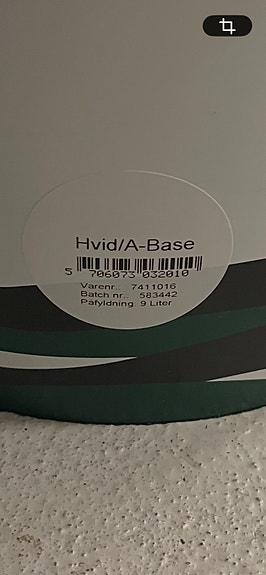 Hvid/A-Base
5 706073 032010
Varenr.: 7411016
Batch nr.: 583442
Påfyldning: 9 Liter